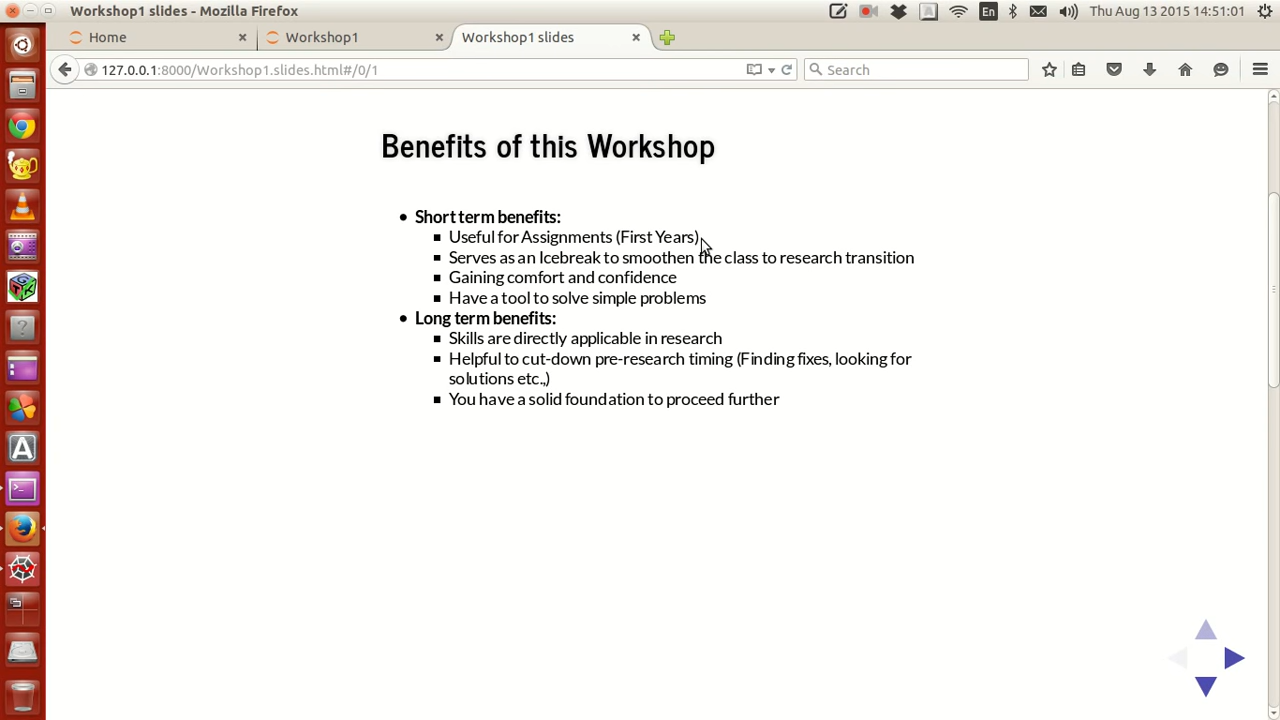 Workshop1 slides - Mozilla Firefox
En
Thu Aug 13 2015 14:51:01
Home
Workshop1
Workshop1 slides
127.0.0.1:8000/Workshop1.slides.html#/0/1
Search
Benefits of this Workshop
Short term benefits:
Useful for Assignments (First Years)
Serves as an Icebreak to smoothen the class to research transition
Gaining comfort and confidence
Have a tool to solve simple problems
Long term benefits:
Skills are directly applicable in research
Helpful to cut-down pre-research timing (Finding fixes, looking for
solutions etc.,)
You have a solid foundation to proceed further